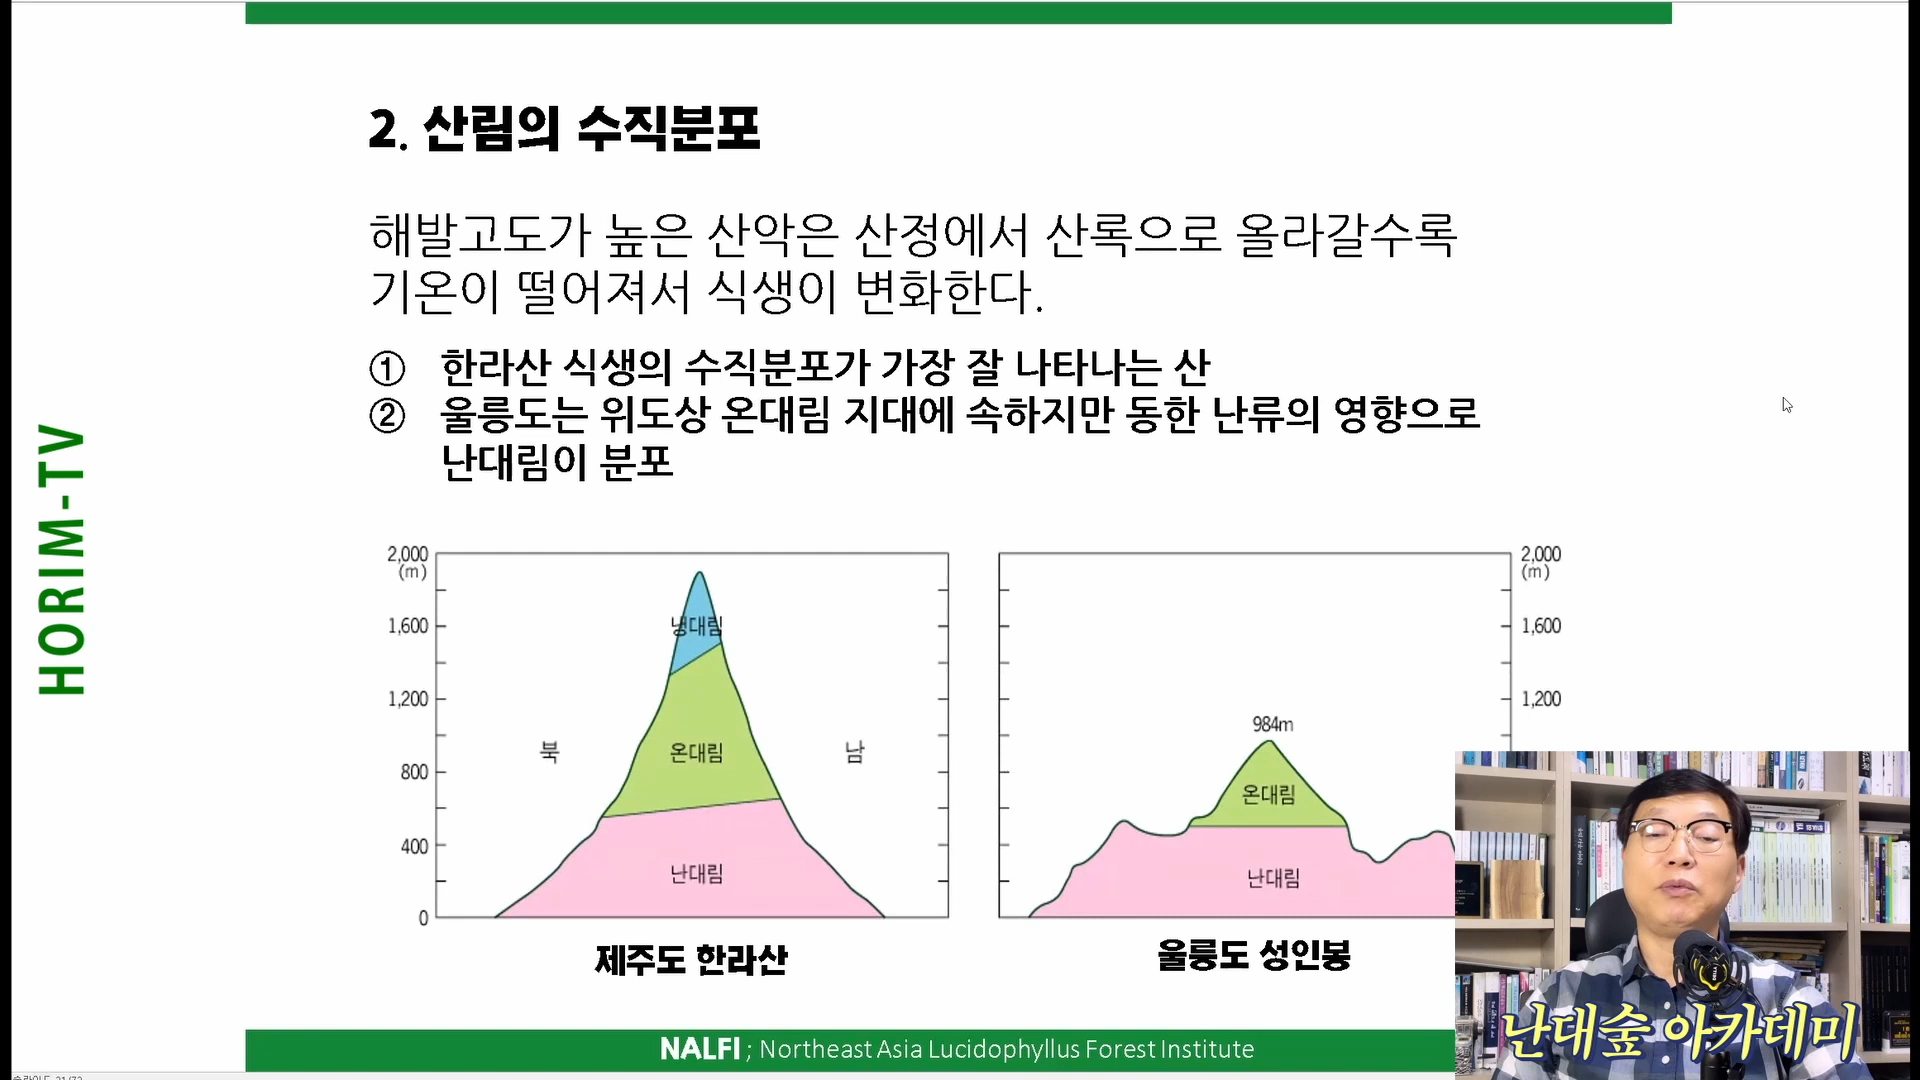 2. 산림의 수직분포
해발고도가 높은 산악은 산정에서 산록으로 올라갈수록
기온이 떨어져서 식생이 변화한다.
① 한라산 식생의 수직분포가 가장 잘 나타나는 산
② 울릉도는 위도상 온대림 지대에 속하지만 동한 난류의 영향으로
난대림이 분포
HORIM-TV
2,000
(m)
1,600
1,200
800
400
0
냉대림
온대림
난대림
북
남
제주도 한라산
2,000
(m)
1,600
1,200
984m
온대림
난대림
울릉도 성인봉
난대숲 아카데미
NALFI ; Northeast Asia Lucidophyllus Forest Institute